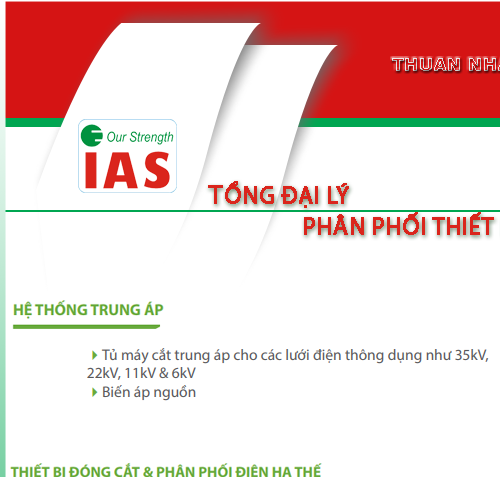 THUAN NH
Our Strength
IAS
TỔNG ĐẠI LÝ
PHÂN PHỐI THIẾT
HỆ THỐNG TRUNG ÁP
Tủ máy cắt trung áp cho các lưới điện thông dụng như 35kV,
22kV, 11kV & 6kV
Biến áp nguồn
THIẾT BỊ ĐÓNG CẮT & PHÂN PHỐI ĐIỆN HẠ THẾ